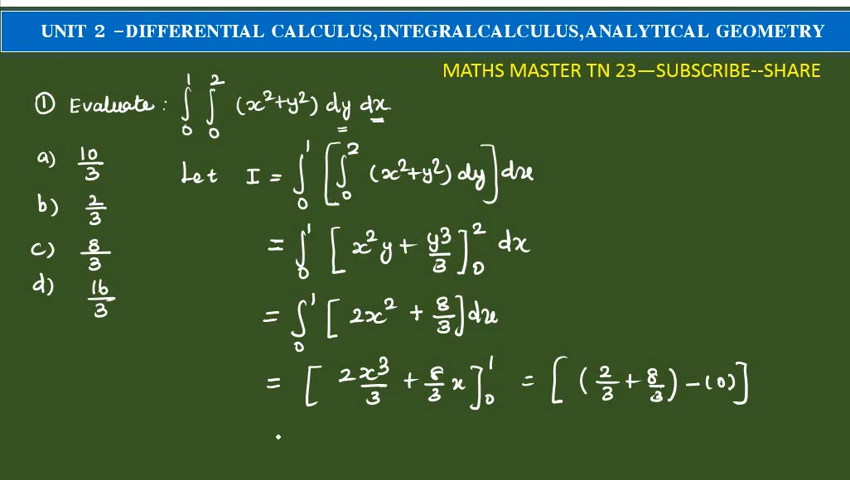 UNIT 2 -DIFFERENTIAL CALCULUS,INTEGRALCALCULUS,ANALYTICAL GEOMETRY
MATHS MASTER TN 23—SUBSCRIBE--SHARE
① Evaluate : ∫₀¹ ∫₀² (x²+y²) dy dx
a) 10/3
b) 2/3
c) 8/3
d) 16/3
Let I = ∫₀¹ [∫₀² (x²+y²) dy] dx
= ∫₀¹ [x²y + y³/3]₀² dx
= ∫₀¹ [2x² + 8/3] dx
= [2x³/3 + 8/3 x]₀¹ = [(2/3 + 8/3) - (0)]